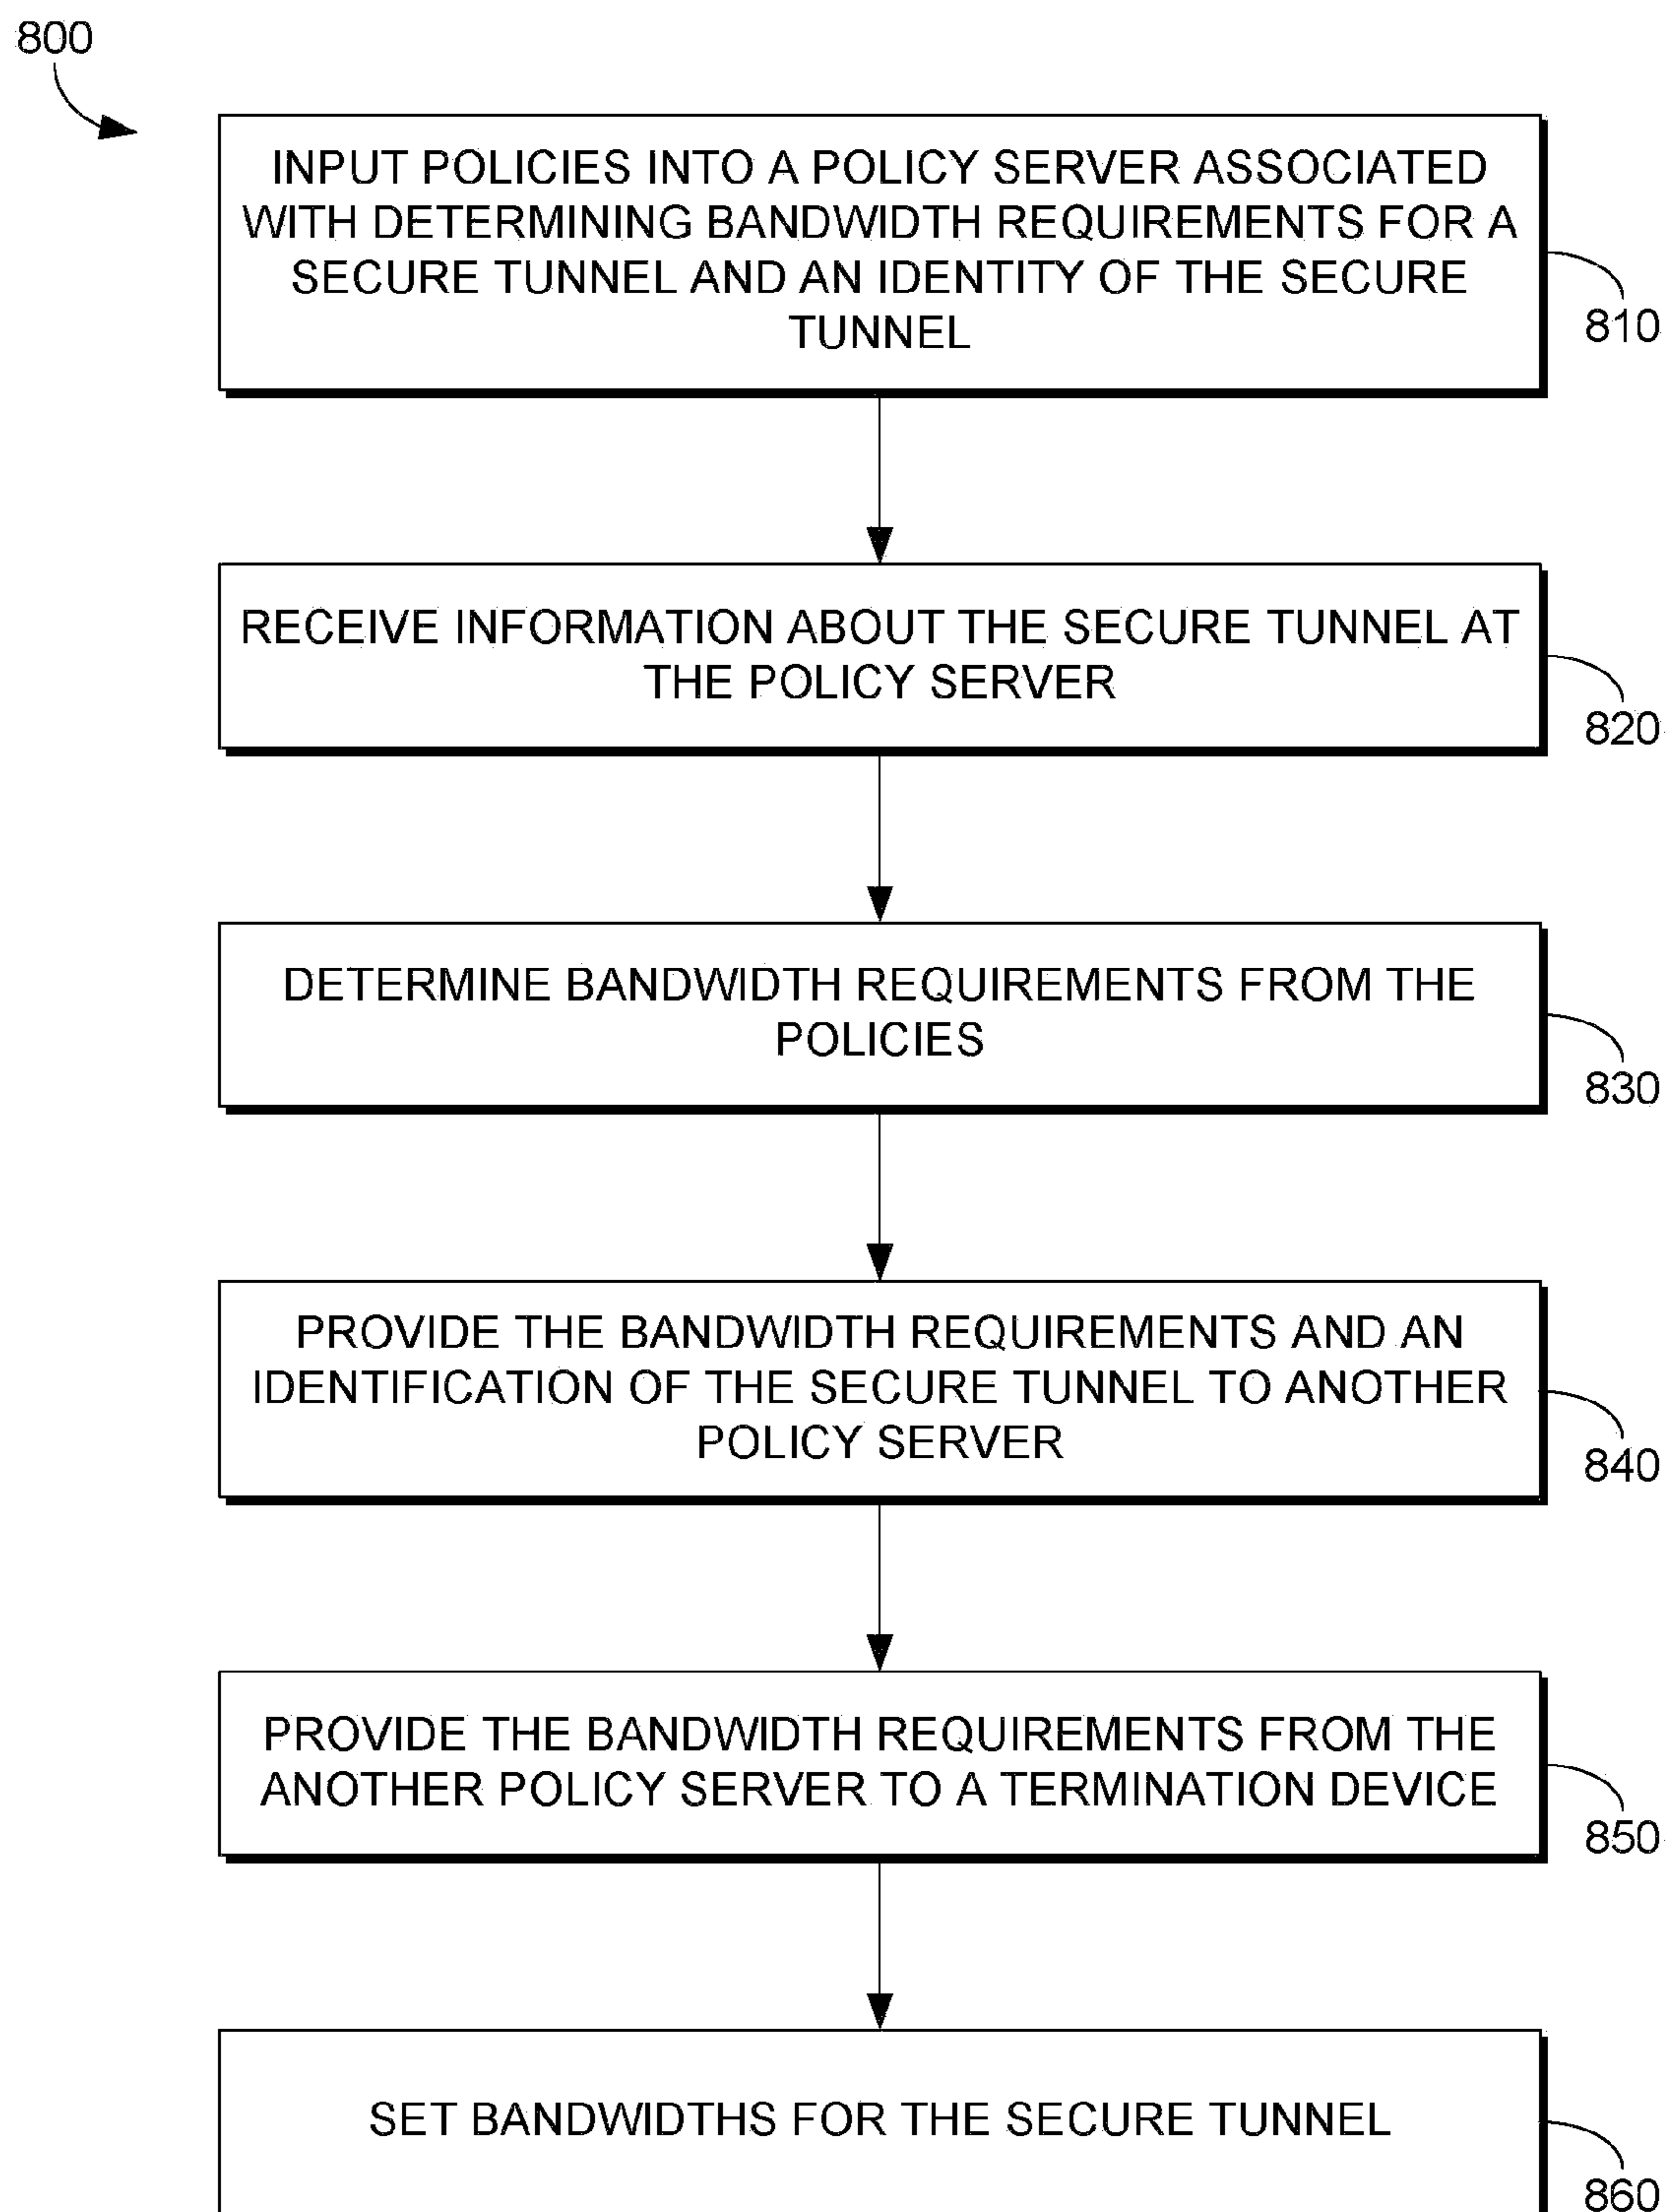 800
INPUT POLICIES INTO A POLICY SERVER ASSOCIATED
WITH DETERMINING BANDWIDTH REQUIREMENTS FOR A
SECURE TUNNEL AND AN IDENTITY OF THE SECURE
TUNNEL
810
RECEIVE INFORMATION ABOUT THE SECURE TUNNEL AT
THE POLICY SERVER
820
DETERMINE BANDWIDTH REQUIREMENTS FROM THE
POLICIES
830
PROVIDE THE BANDWIDTH REQUIREMENTS AND AN
IDENTIFICATION OF THE SECURE TUNNEL TO ANOTHER
POLICY SERVER
840
PROVIDE THE BANDWIDTH REQUIREMENTS FROM THE
ANOTHER POLICY SERVER TO A TERMINATION DEVICE
850
SET BANDWIDTHS FOR THE SECURE TUNNEL
860